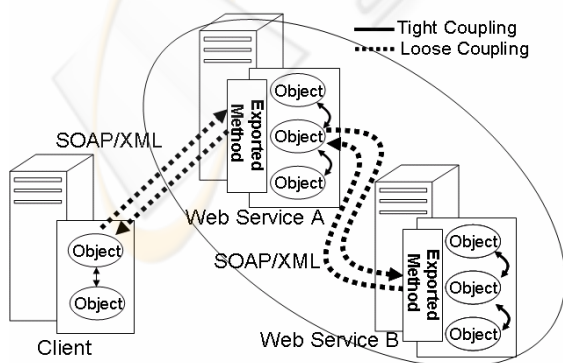 Tight Coupling
Loose Coupling
Object
Object
Object
Exported
Method
SOAP/XML
Web Service A
Object
Object
Client
SOAP/XML
Object
Object
Object
Exported
Method
Web Service B